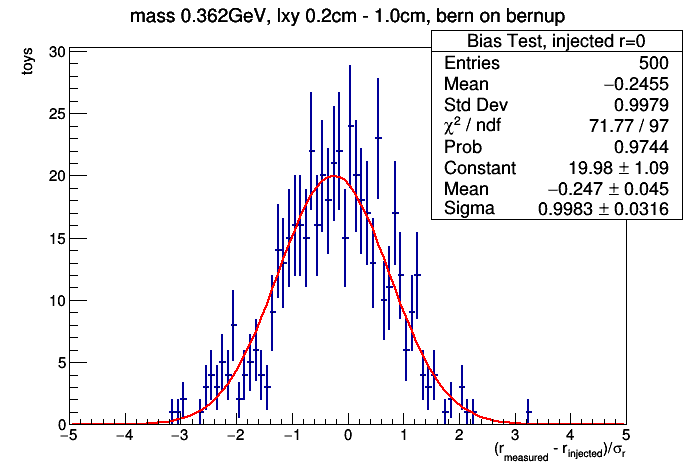 mass 0.362GeV, lxy 0.2cm - 1.0cm, bern on bernup
Bias Test, injected r=0
Entries 500
Mean −0.2455
Std Dev 0.9979
χ² / ndf 71.77 / 97
Prob 0.9744
Constant 19.98 ± 1.09
Mean −0.247 ± 0.045
Sigma 0.9983 ± 0.0316
toys
30
25
20
15
10
5
0
−5 −4 −3 −2 −1 0 1 2 3 4 5
(r_measured - r_injected)/σ_r